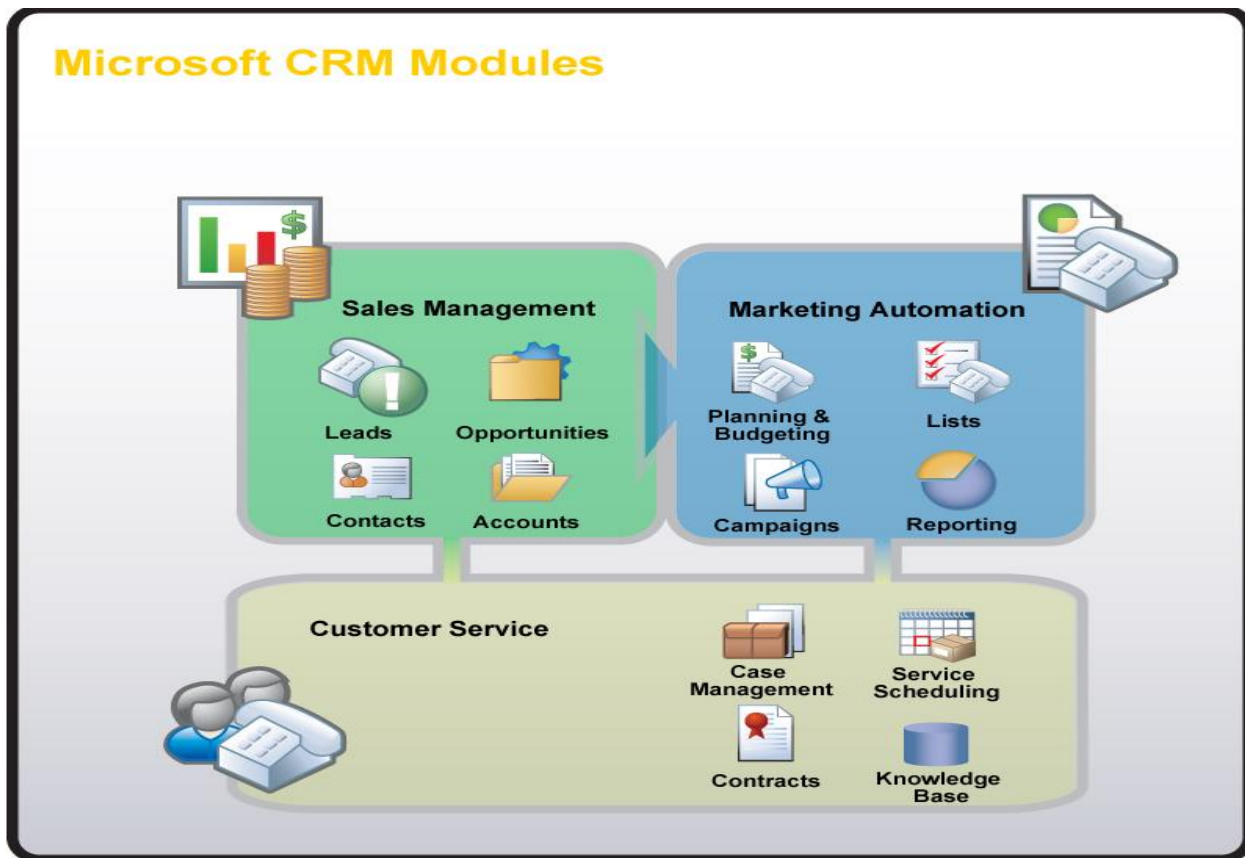 Microsoft CRM Modules
Sales Management
Leads
Opportunities
Contacts
Accounts
Marketing Automation
Planning &
Budgeting
Lists
Campaigns
Reporting
Customer Service
Case
Management
Service
Scheduling
Contracts
Knowledge
Base